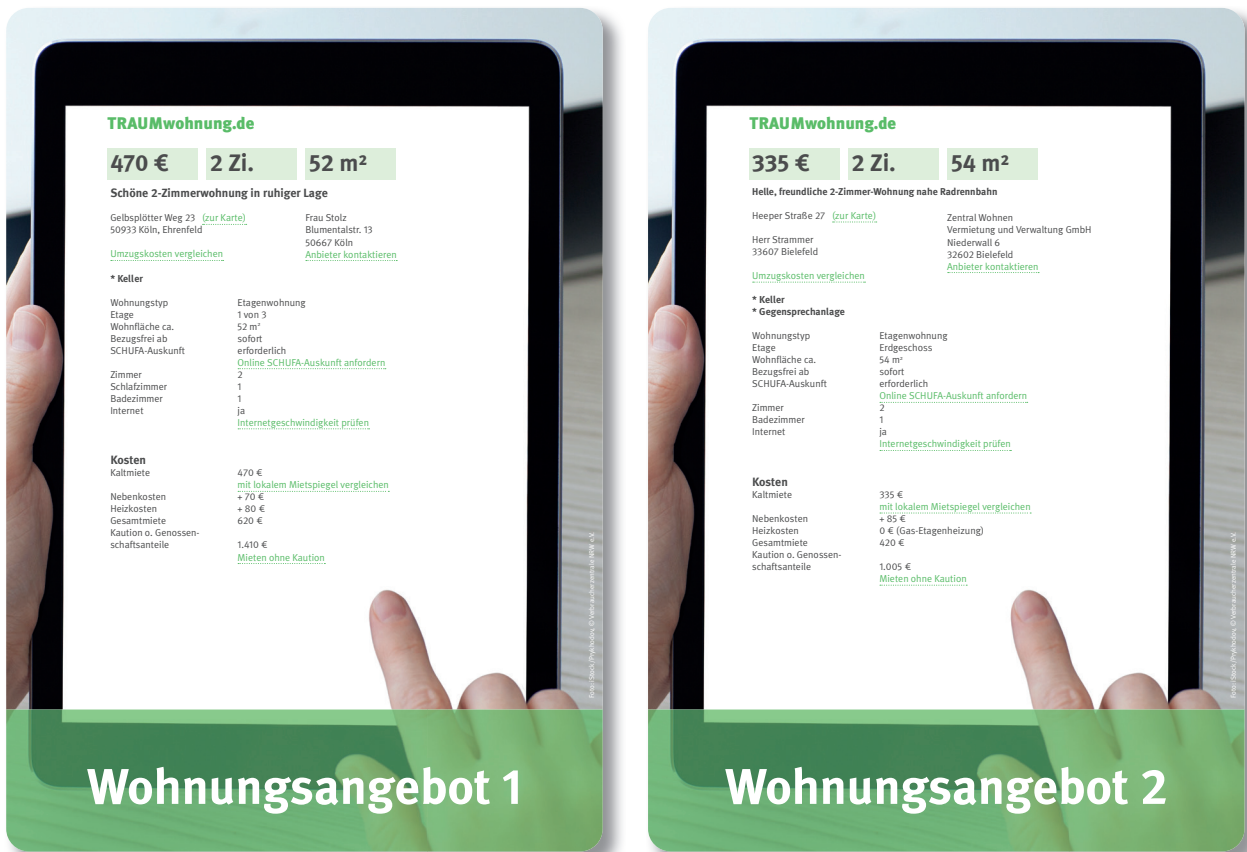 TRAUMwohnung.de
470 € 2 Zi. 52 m²
Schöne 2-Zimmerwohnung in ruhiger Lage
Gelbsplötter Weg 23 (zur Karte)
50933 Köln, Ehrenfeld
Umzugskosten vergleichen
Frau Stolz
Blumentalstr. 13
50667 Köln
Anbieter kontaktieren
* Keller
Wohnungstyp Etagenwohnung
Etage 1 von 3
Wohnfläche ca. 52 m²
Bezugsfrei ab sofort
SCHUFA-Auskunft erforderlich
Online SCHUFA-Auskunft anfordern
Zimmer 2
Schlafzimmer 1
Badezimmer 1
Internet ja
Internetgeschwindigkeit prüfen
Kosten
Kaltmiete 470 €
mit lokalem Mietspiegel vergleichen
Nebenkosten + 70 €
Heizkosten + 80 €
Gesamtmiete 620 €
Kaution o. Genossen-
schaftsanteile 1.410 €
Mieten ohne Kaution
Wohnungsangebot 1
TRAUMwohnung.de
335 € 2 Zi. 54 m²
Helle, freundliche 2-Zimmer-Wohnung nahe Radrennbahn
Heeper Straße 27 (zur Karte)
Herr Strammer
33607 Bielefeld
Umzugskosten vergleichen
Zentral Wohnen
Vermietung und Verwaltung GmbH
Niederwall 6
32602 Bielefeld
Anbieter kontaktieren
* Keller
* Gegensprechanlage
Wohnungstyp Etagenwohnung
Etage Erdgeschoss
Wohnfläche ca. 54 m²
Bezugsfrei ab sofort
SCHUFA-Auskunft erforderlich
Online SCHUFA-Auskunft anfordern
Zimmer 2
Badezimmer 1
Internet ja
Internetgeschwindigkeit prüfen
Kosten
Kaltmiete 335 €
mit lokalem Mietspiegel vergleichen
Nebenkosten + 85 €
Heizkosten 0 € (Gas-Etagenheizung)
Gesamtmiete 420 €
Kaution o. Genossen-
schaftsanteile 1.005 €
Mieten ohne Kaution
Wohnungsangebot 2